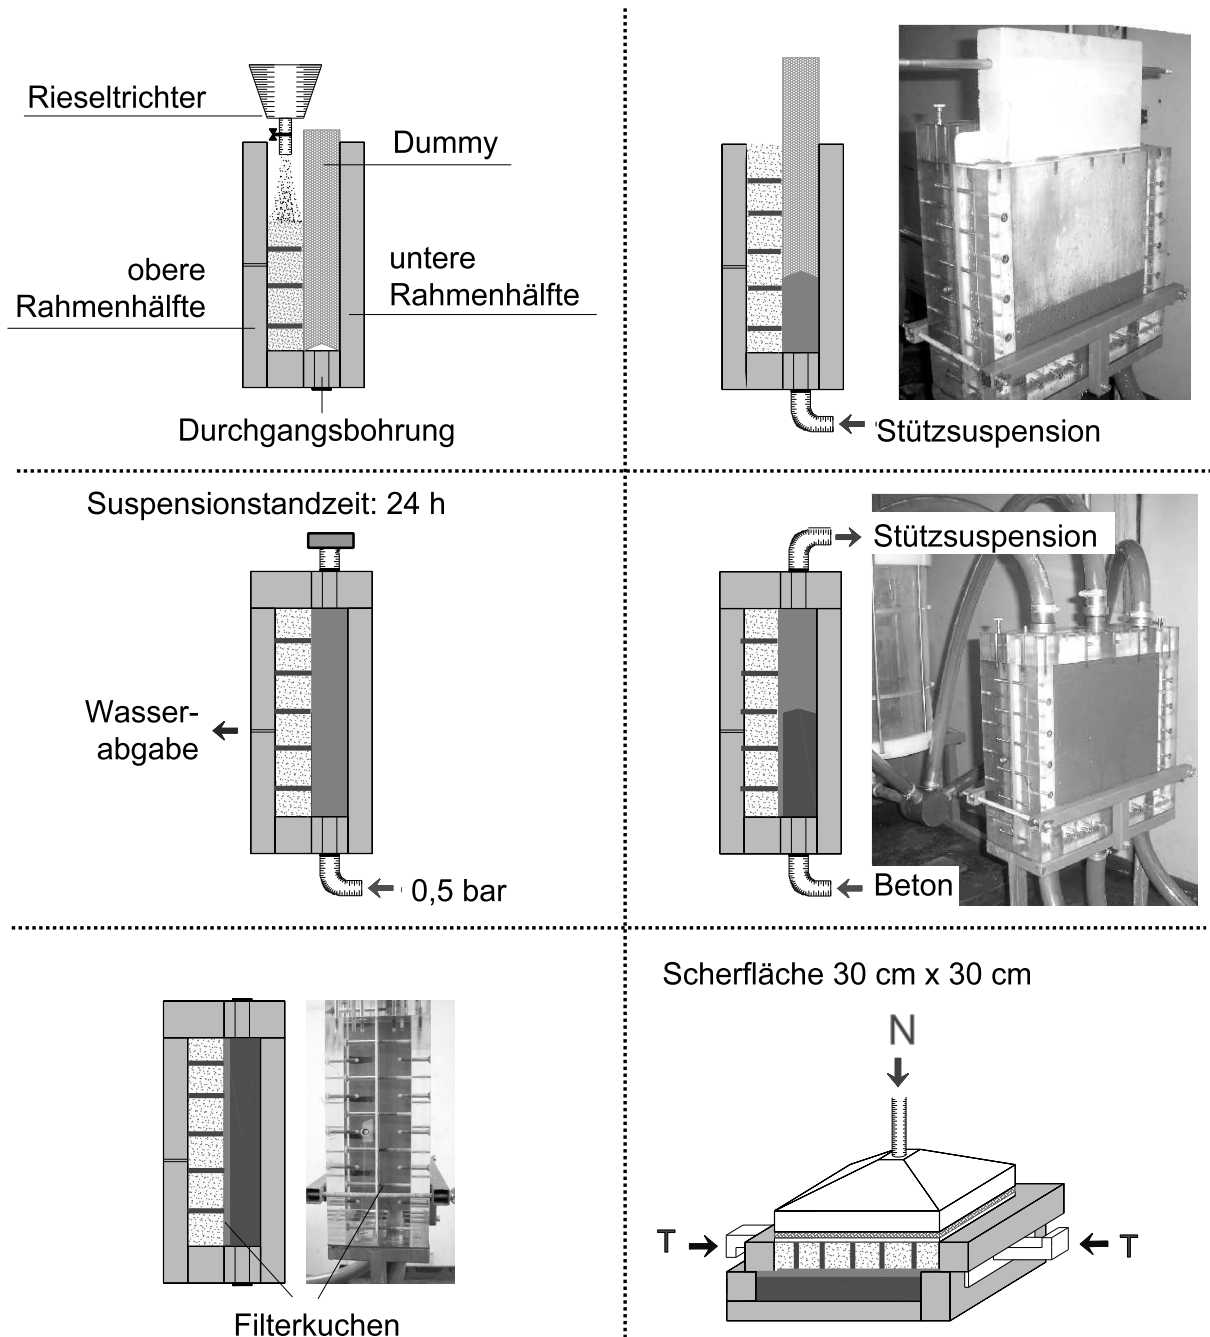 Rieseltrichter
Dummy
obere
Rahmenhälfte
untere
Rahmenhälfte
Durchgangsbohrung
Stützsuspension
Suspensionstandzeit: 24 h
Wasser-
abgabe
0,5 bar
Stützsuspension
Beton
Filterkuchen
Scherfläche 30 cm x 30 cm
N
T
T